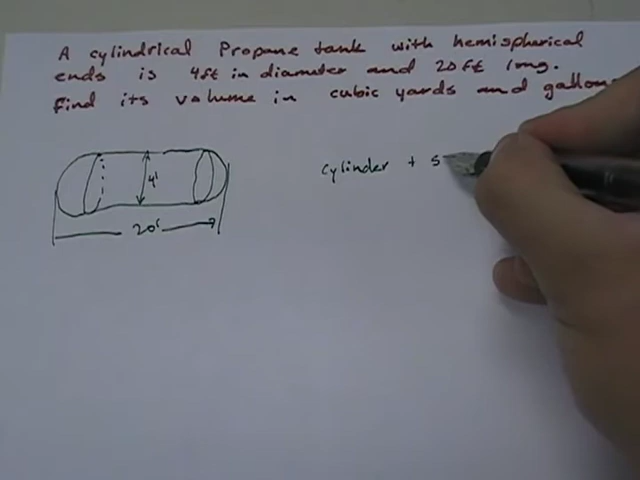 A cylindrical Propane tank with hemispherical
ends is 4ft in diameter and 20ft long.
Find its volume in cubic yards and gallons
4'
20'
cylinder + s